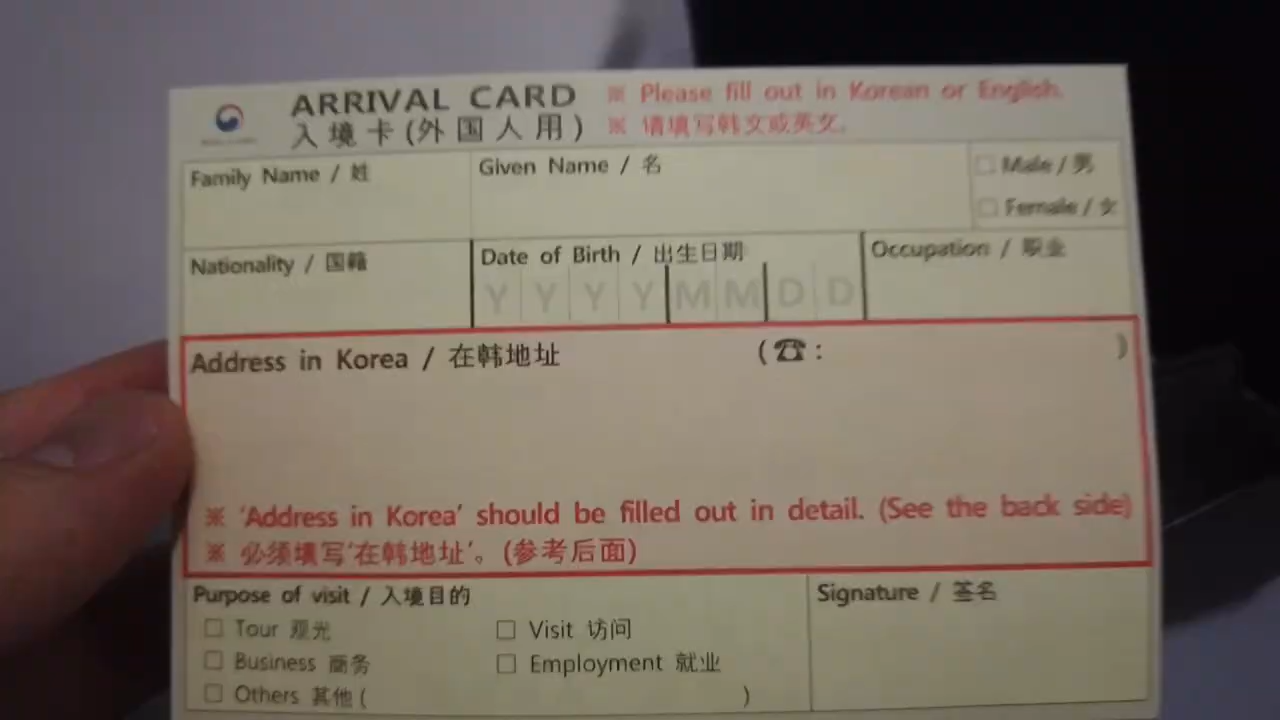 ARRIVAL CARD ※ Please fill out in Korean or English.
入境卡(外国人用) ※ 请填写韩文或英文.
Family Name / 姓 Given Name / 名 □ Male / 男
□ Female / 女
Nationality / 国籍 Date of Birth / 出生日期 Occupation / 职业
Y Y Y Y M M D D
Address in Korea / 在韩地址 (☎ : )
※ 'Address in Korea' should be filled out in detail. (See the back side)
※ 必须填写'在韩地址'。(参考后面)
Purpose of visit / 入境目的 Signature / 签名
□ Tour 观光 □ Visit 访问
□ Business 商务 □ Employment 就业
□ Others 其他 ( )